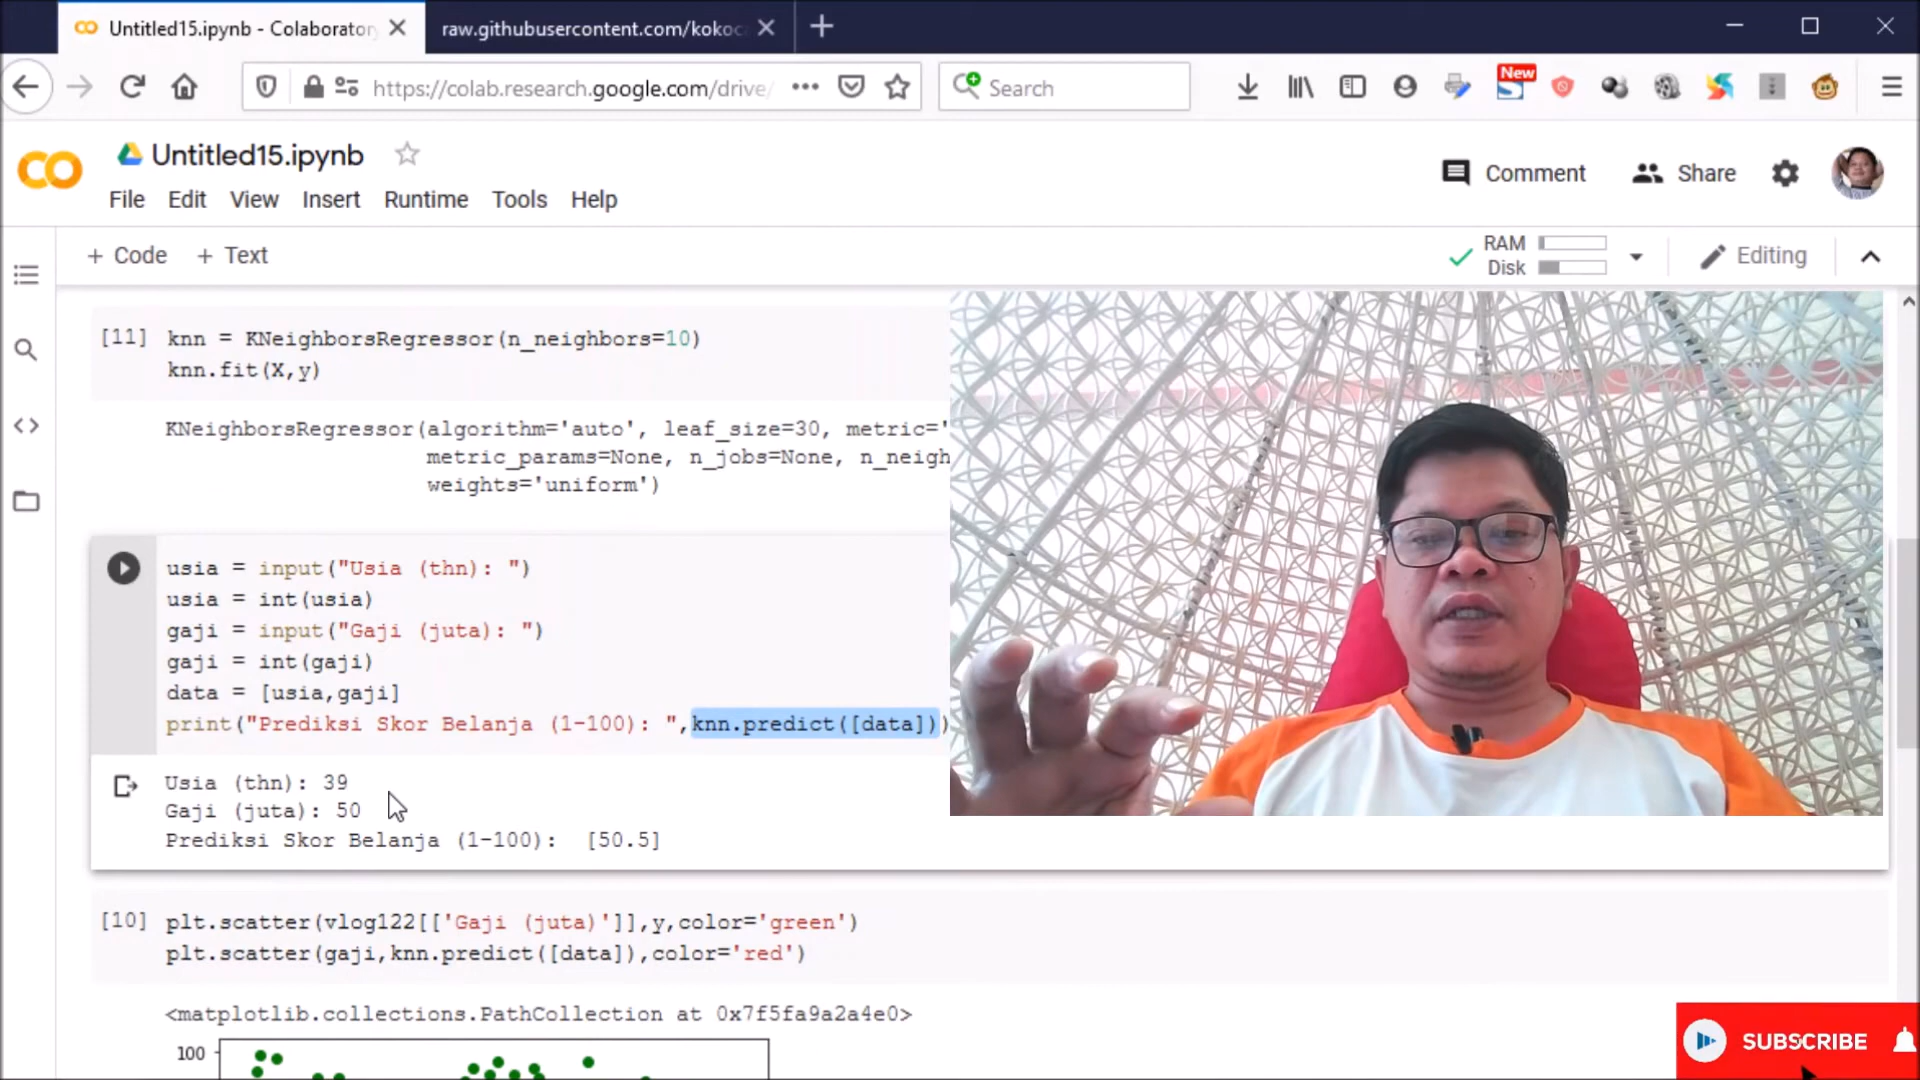 Untitled15.ipynb - Colaboratory
raw.githubusercontent.com/kokoc
https://colab.research.google.com/drive/
Search
New
Untitled15.ipynb
Comment
Share
File Edit View Insert Runtime Tools Help
+ Code + Text
RAM
Disk
Editing
[11] knn = KNeighborsRegressor(n_neighbors=10)
knn.fit(X,y)
KNeighborsRegressor(algorithm='auto', leaf_size=30, metric='
metric_params=None, n_jobs=None, n_neigh
weights='uniform')
usia = input("Usia (thn): ")
usia = int(usia)
gaji = input("Gaji (juta): ")
gaji = int(gaji)
data = [usia,gaji]
print("Prediksi Skor Belanja (1-100): ",knn.predict([data]))
Usia (thn): 39
Gaji (juta): 50
Prediksi Skor Belanja (1-100): [50.5]
[10] plt.scatter(vlog122[['Gaji (juta)']],y,color='green')
plt.scatter(gaji,knn.predict([data]),color='red')
<matplotlib.collections.PathCollection at 0x7f5fa9a2a4e0>
100
SUBSCRIBE